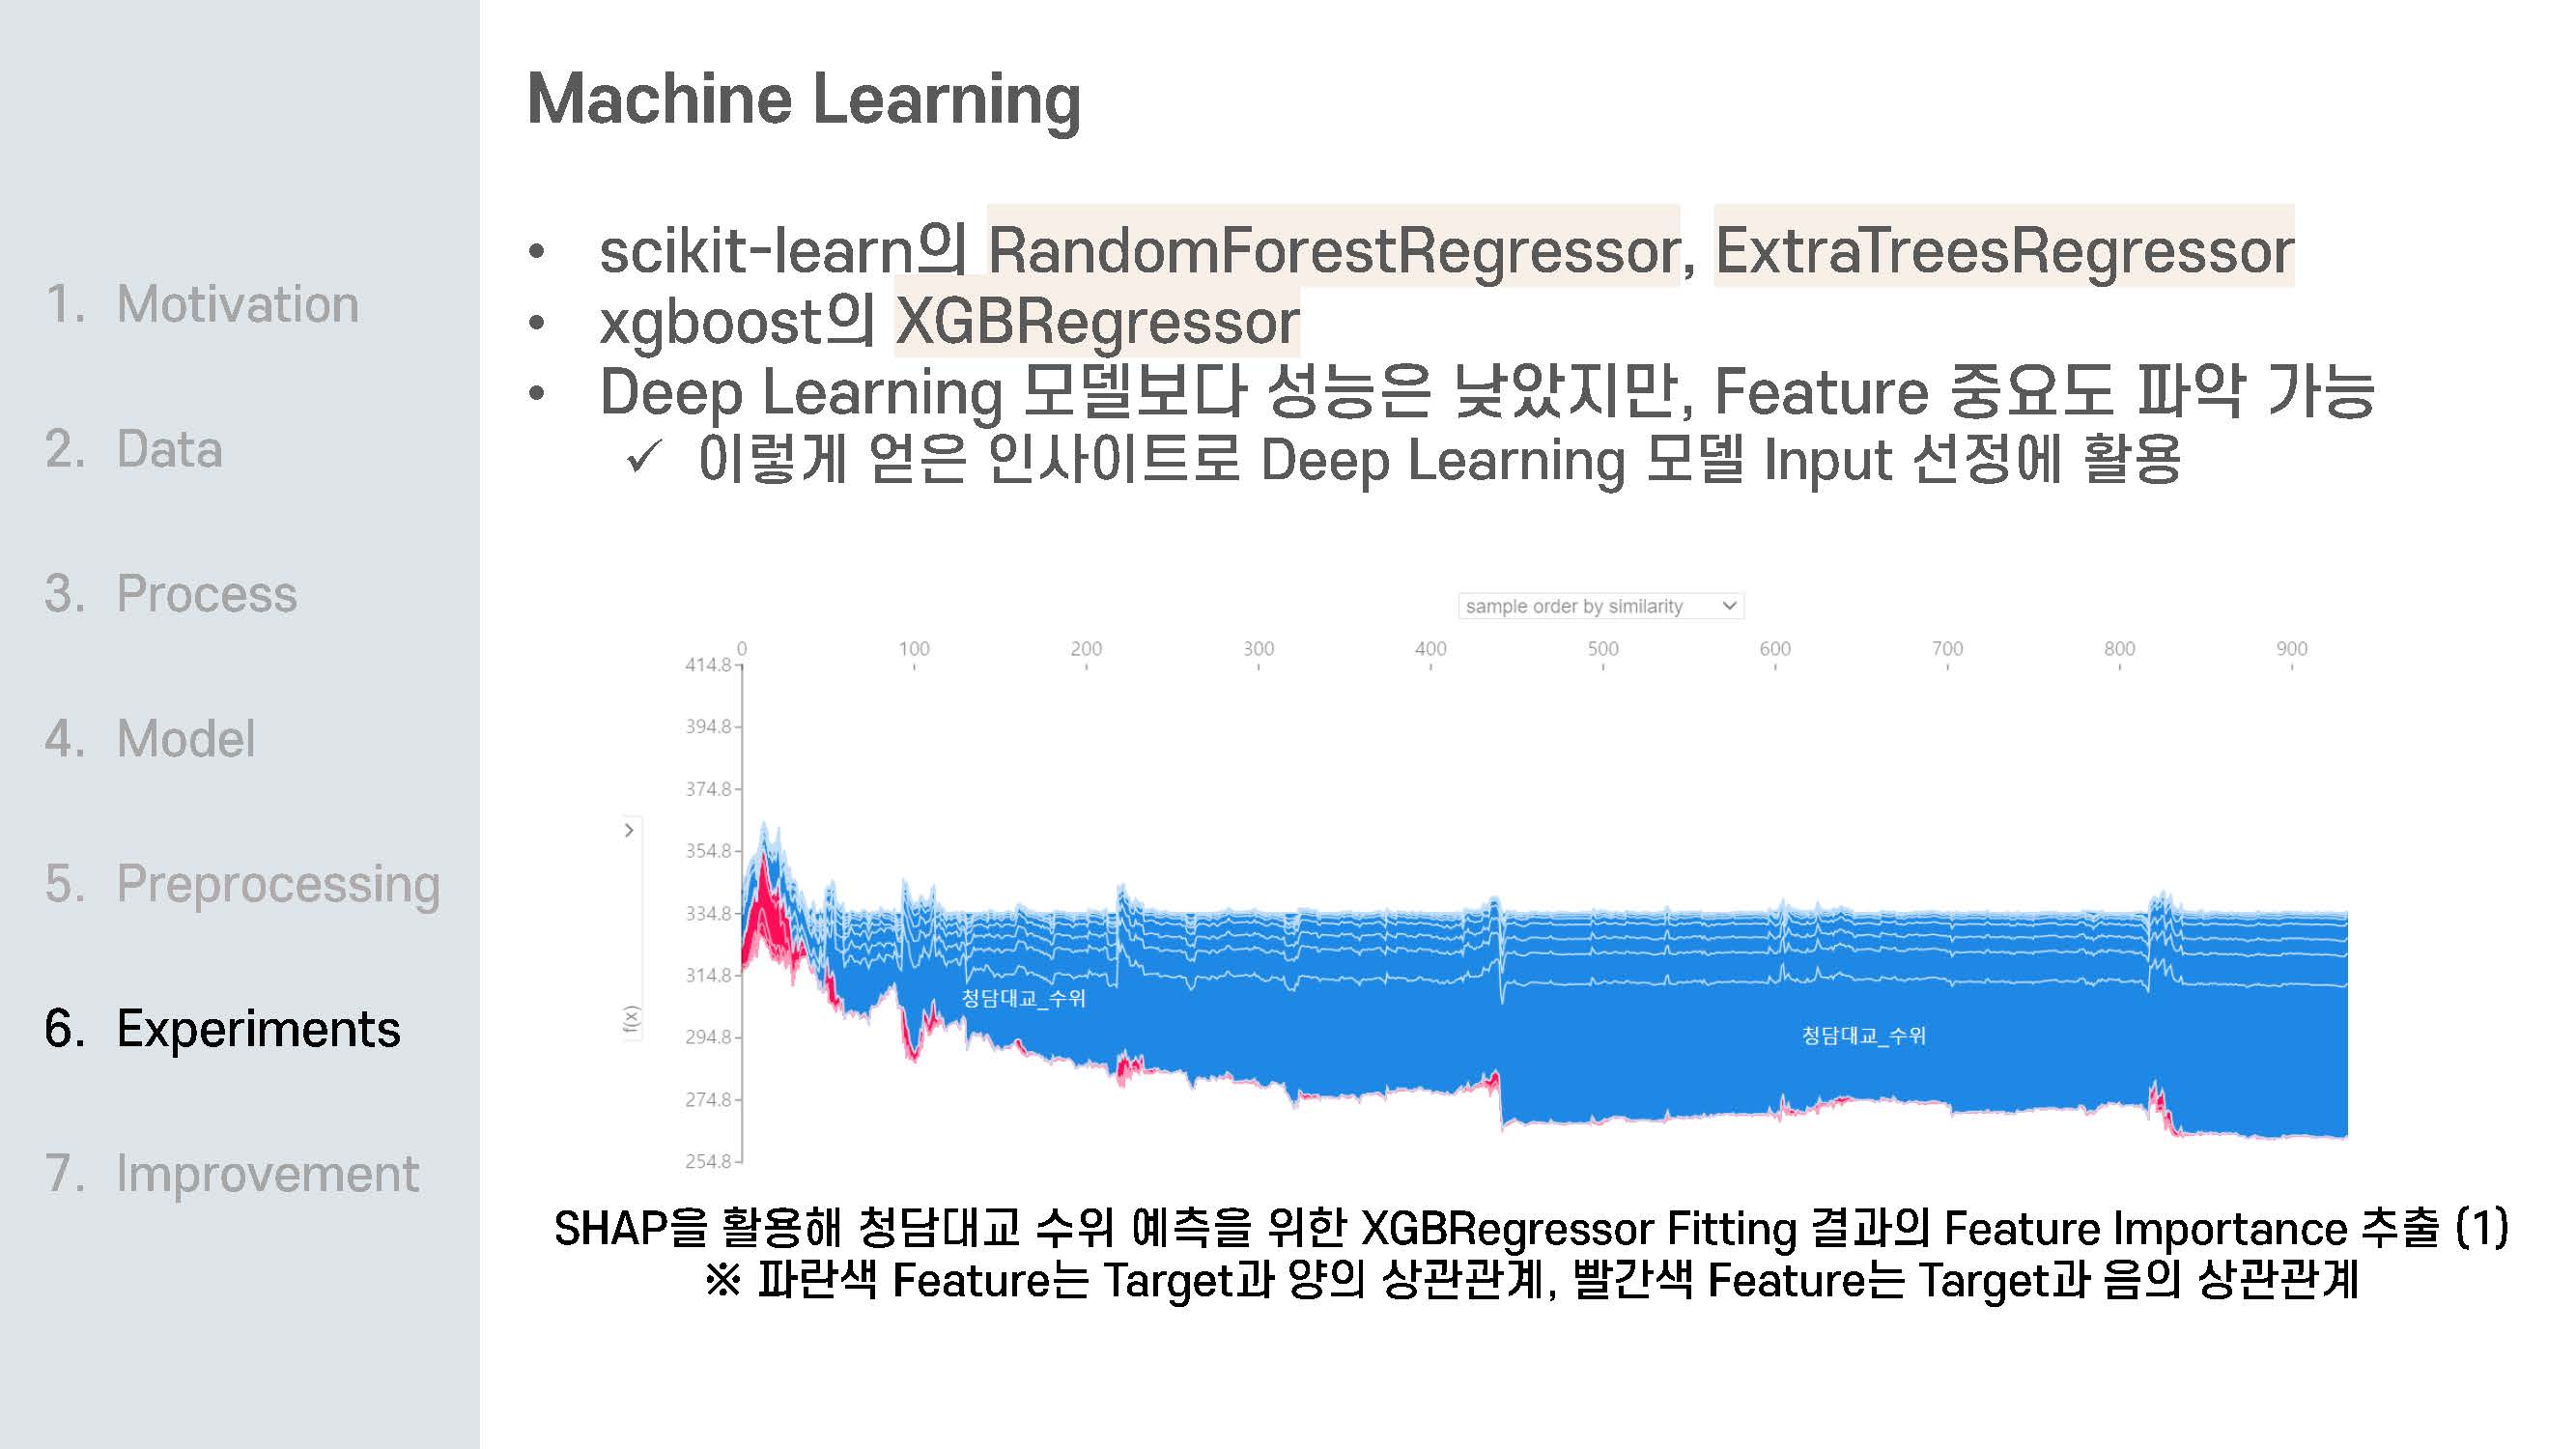 1. Motivation
2. Data
3. Process
4. Model
5. Preprocessing
6. Experiments
7. Improvement
Machine Learning
• scikit-learn의 RandomForestRegressor, ExtraTreesRegressor
• xgboost의 XGBRegressor
• Deep Learning 모델보다 성능은 낮았지만, Feature 중요도 파악 가능
✓ 이렇게 얻은 인사이트로 Deep Learning 모델 Input 선정에 활용
sample order by similarity
0 100 200 300 400 500 600 700 800 900
414.8
394.8
374.8
354.8
334.8
314.8
294.8
274.8
254.8
f(x)
청담대교_수위
청담대교_수위
SHAP을 활용해 청담대교 수위 예측을 위한 XGBRegressor Fitting 결과의 Feature Importance 추출 (1)
※ 파란색 Feature는 Target과 양의 상관관계, 빨간색 Feature는 Target과 음의 상관관계